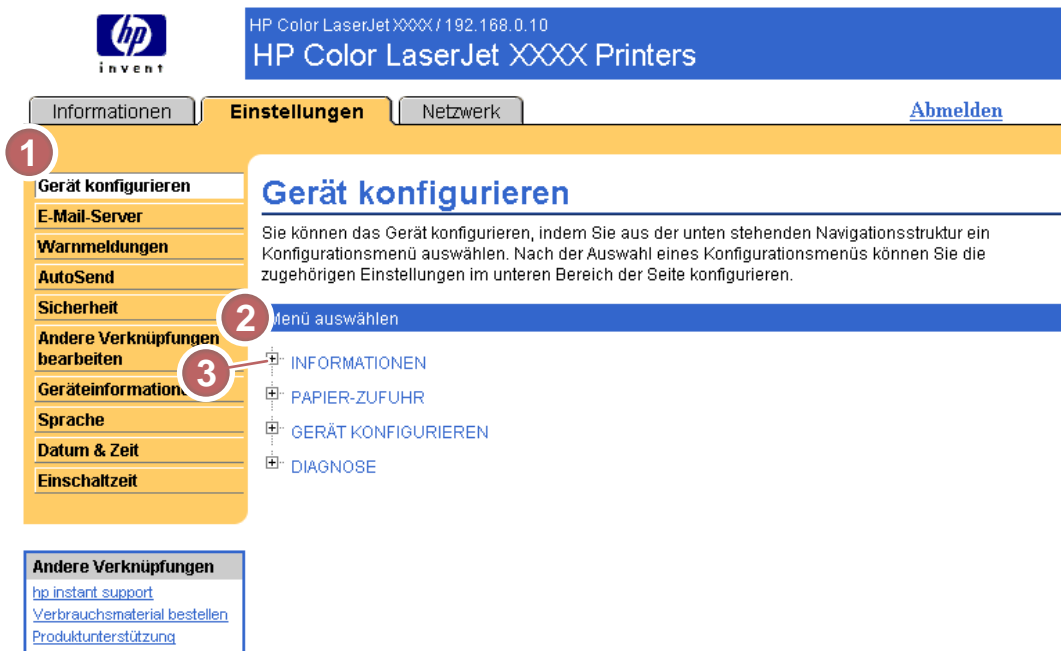 hp
invent
HP Color LaserJet XXXX / 192.168.0.10
HP Color LaserJet XXXX Printers
Informationen
Einstellungen
Netzwerk
Abmelden
1
Gerät konfigurieren
E-Mail-Server
Warnmeldungen
AutoSend
Sicherheit
Andere Verknüpfungen
bearbeiten
Geräteinformation
Sprache
Datum & Zeit
Einschaltzeit
Andere Verknüpfungen
hp instant support
Verbrauchsmaterial bestellen
Produktunterstützung
Gerät konfigurieren
Sie können das Gerät konfigurieren, indem Sie aus der unten stehenden Navigationsstruktur ein
Konfigurationsmenü auswählen. Nach der Auswahl eines Konfigurationsmenüs können Sie die
zugehörigen Einstellungen im unteren Bereich der Seite konfigurieren.
2
Menü auswählen
3
INFORMATIONEN
PAPIER-ZUFUHR
GERÄT KONFIGURIEREN
DIAGNOSE